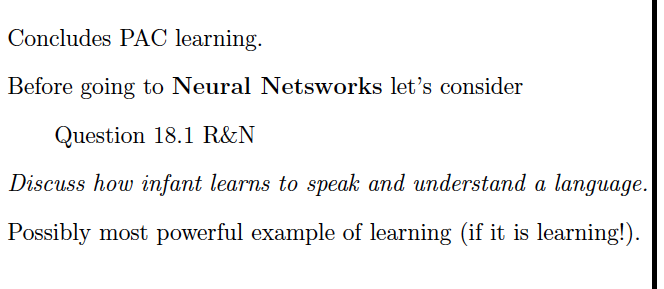 Concludes PAC learning.
Before going to Neural Netsworks let's consider
Question 18.1 R&N
Discuss how infant learns to speak and understand a language.
Possibly most powerful example of learning (if it is learning!).